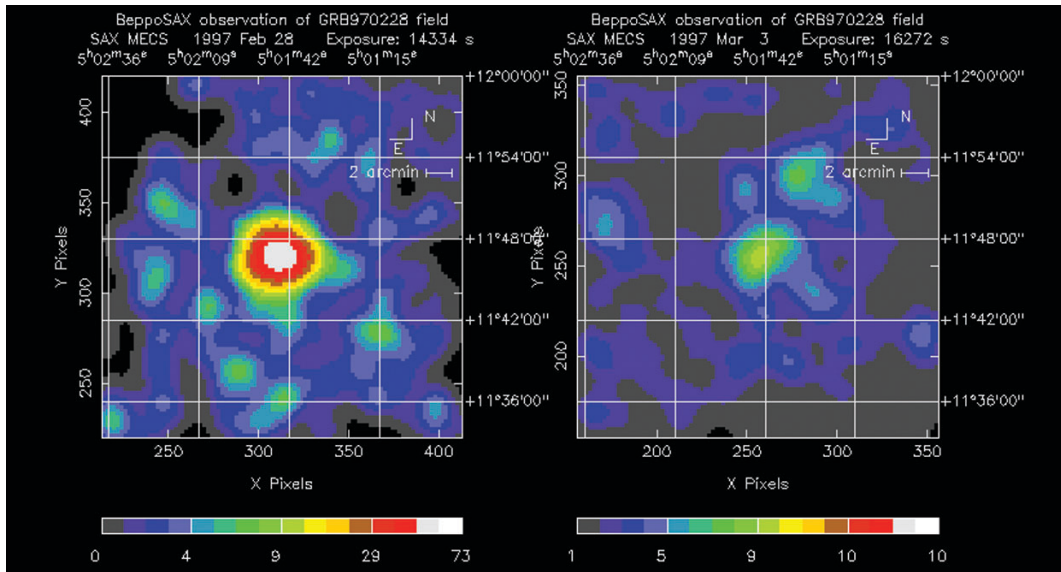 BeppoSAX observation of GRB970228 field
SAX MECS 1997 Feb 28 Exposure: 14334 s
5ʰ02ᵐ36ˢ 5ʰ02ᵐ09ˢ 5ʰ01ᵐ42ˢ 5ʰ01ᵐ15ˢ
+12°00'00"
+11°54'00"
+11°48'00"
+11°42'00"
+11°36'00"
N
E
2 arcmin
400
350
300
250
Y Pixels
250 300 350 400
X Pixels
0 4 9 29 73
BeppoSAX observation of GRB970228 field
SAX MECS 1997 Mar 3 Exposure: 16272 s
5ʰ02ᵐ36ˢ 5ʰ02ᵐ09ˢ 5ʰ01ᵐ42ˢ 5ʰ01ᵐ15ˢ
+12°00'00"
+11°54'00"
+11°48'00"
+11°42'00"
+11°36'00"
N
E
2 arcmin
350
300
250
200
Y Pixels
200 250 300 350
X Pixels
1 5 9 10 10